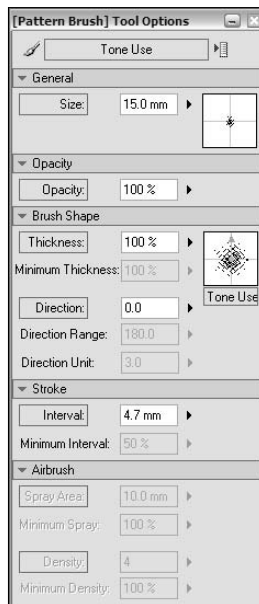 [Pattern Brush] Tool Options
Tone Use
General
Size: 15.0 mm
Opacity
Opacity: 100 %
Brush Shape
Thickness: 100 %
Minimum Thickness: 100 %
Tone Use
Direction: 0.0
Direction Range: 180.0
Direction Unit: 3.0
Stroke
Interval: 4.7 mm
Minimum Interval: 50 %
Airbrush
Spray Area: 10.0 mm
Minimum Spray: 100 %
Density: 4
Minimum Density: 100 %